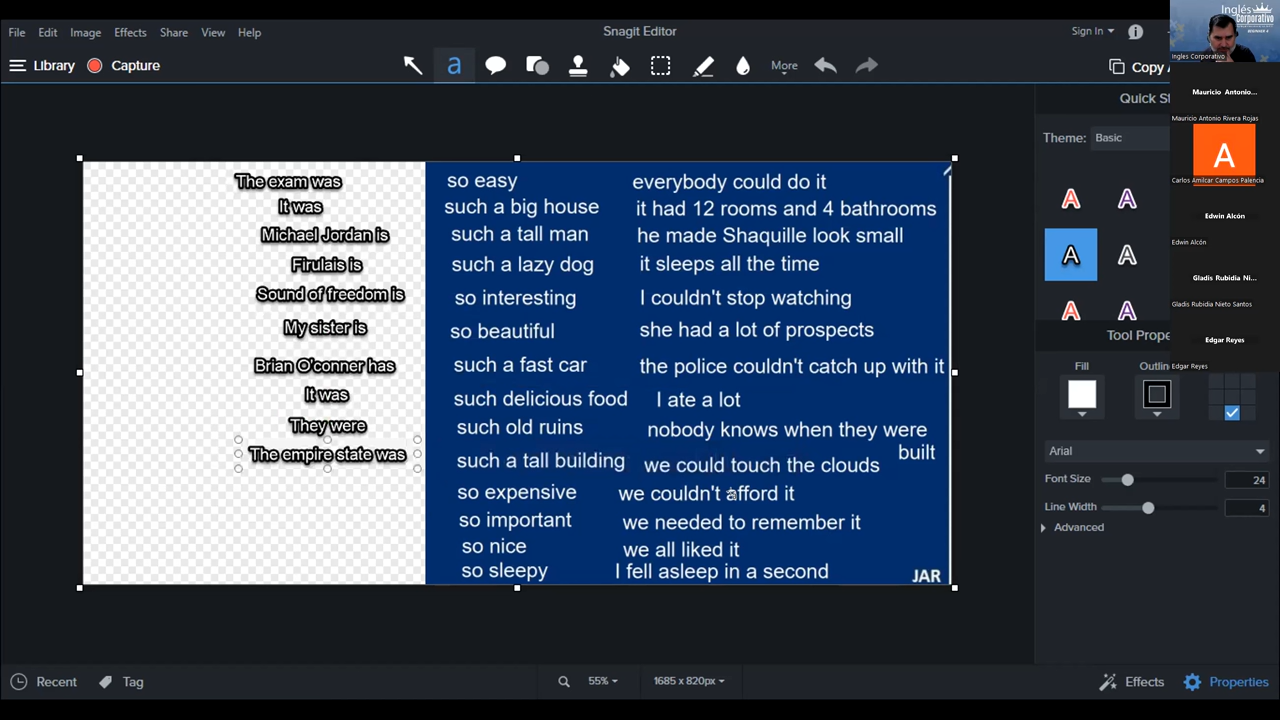 File Edit Image Effects Share View Help
Snagit Editor
Sign In
Library Capture
a
More
Copy
Quick St
Theme: Basic
The exam was so easy everybody could do it
It was such a big house it had 12 rooms and 4 bathrooms
Michael Jordan is such a tall man he made Shaquille look small
Firulais is such a lazy dog it sleeps all the time
Sound of freedom is so interesting I couldn't stop watching
My sister is so beautiful she had a lot of prospects
Brian O'conner has such a fast car the police couldn't catch up with it
It was such delicious food I ate a lot
They were such old ruins nobody knows when they were
built
The empire state was such a tall building we could touch the clouds
so expensive we couldn't afford it
so important we needed to remember it
so nice we all liked it
so sleepy I fell asleep in a second
JAR
A A
A A
A A
Tool Prope
Fill Outlin
Arial
Font Size 24
Line Width 4
Advanced
Recent Tag
55% 1685 x 820px
Effects Properties
Inglés
Corporativo
BEGINNER 4
Ingles Corporativo
Mauricio Antonio...
Mauricio Antonio Rivera Rojas
A
Carlos Amilcar Campos Palencia
Edwin Alcón
Edwin Alcón
Gladis Rubidia Ni...
Gladis Rubidia Nieto Santos
Edgar Reyes
Edgar Reyes